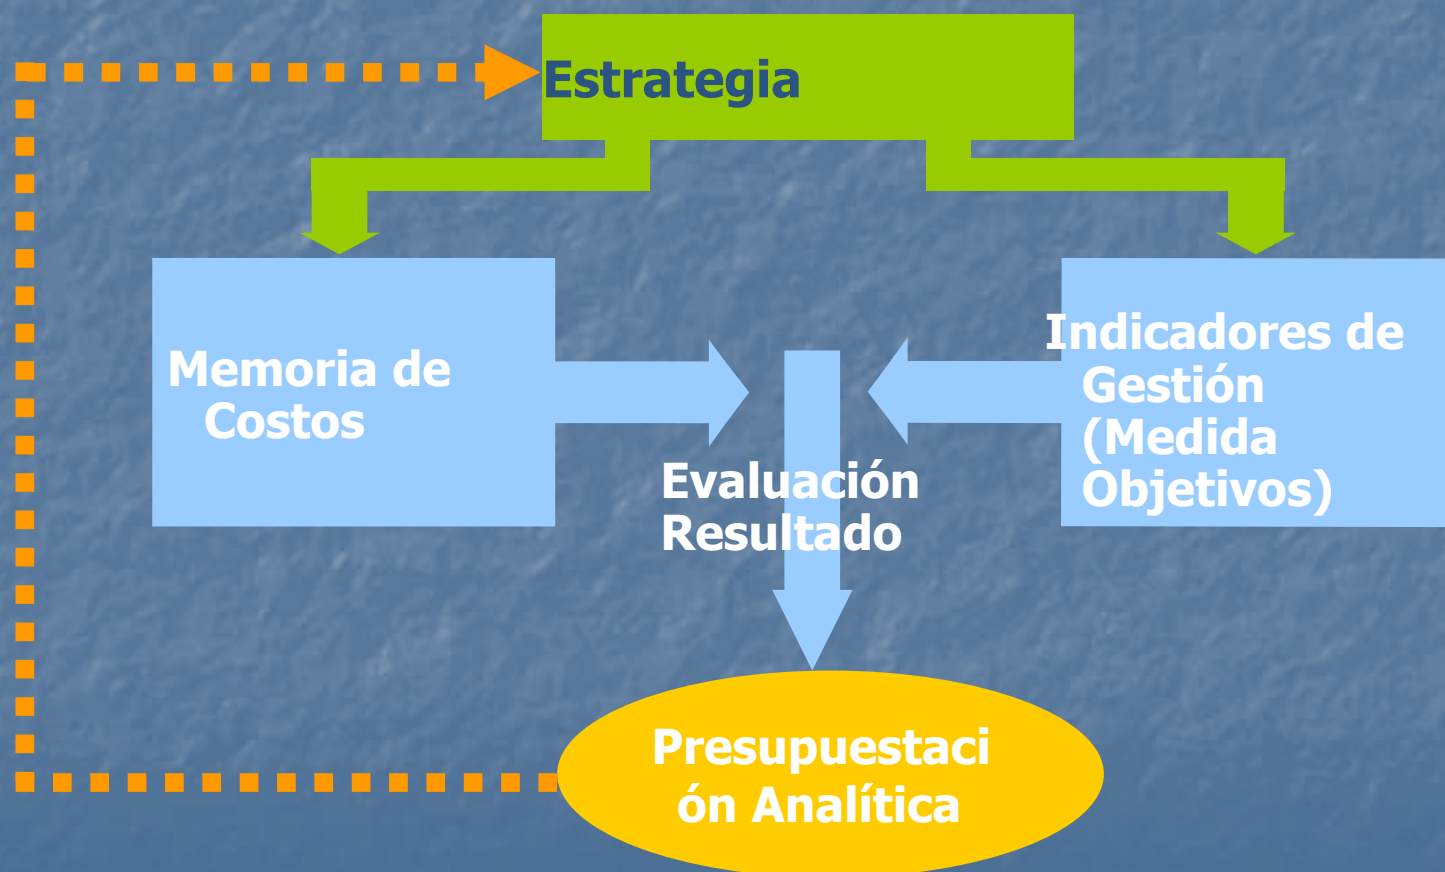 Estrategia
Memoria de
Costos
Indicadores de
Gestión
(Medida
Objetivos)
Evaluación
Resultado
Presupuestaci
ón Analítica